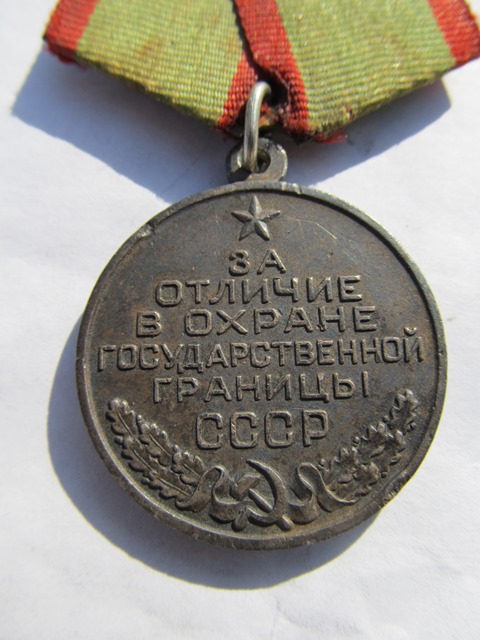 ЗА
ОТЛИЧИЕ
В ОХРАНЕ
ГОСУДАРСТВЕННОЙ
ГРАНИЦЫ
СССР